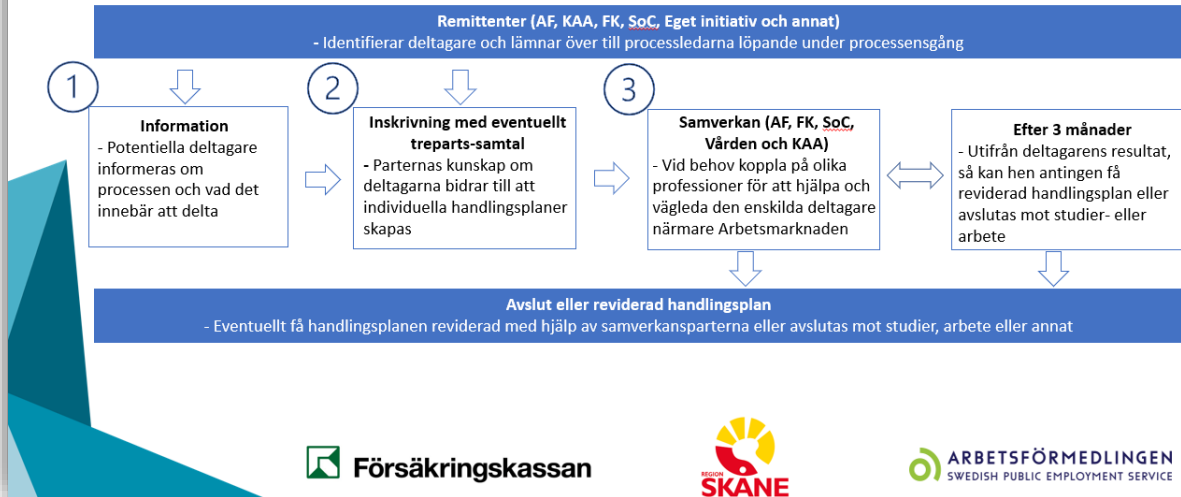 Remittenter (AF, KAA, FK, SoC, Eget initiativ och annat)
- Identifierar deltagare och lämnar över till processledarna löpande under processensgång
1
Information
- Potentiella deltagare
informeras om
processen och vad det
innebär att delta
2
Inskrivning med eventuellt
treparts-samtal
- Parternas kunskap om
deltagarna bidrar till att
individuella handlingsplaner
skapas
3
Samverkan (AF, FK, SoC,
Vården och KAA)
- Vid behov koppla på olika
professioner för att hjälpa och
vägleda den enskilda deltagare
närmare Arbetsmarknaden
Efter 3 månader
- Utifrån deltagarens resultat,
så kan hen antingen få
reviderad handlingsplan eller
avslutas mot studier- eller
arbete
Avslut eller reviderad handlingsplan
- Eventuellt få handlingsplanen reviderad med hjälp av samverkansparterna eller avslutas mot studier, arbete eller annat
Försäkringskassan
REGION
SKÅNE
ARBETSFÖRMEDLINGEN
SWEDISH PUBLIC EMPLOYMENT SERVICE